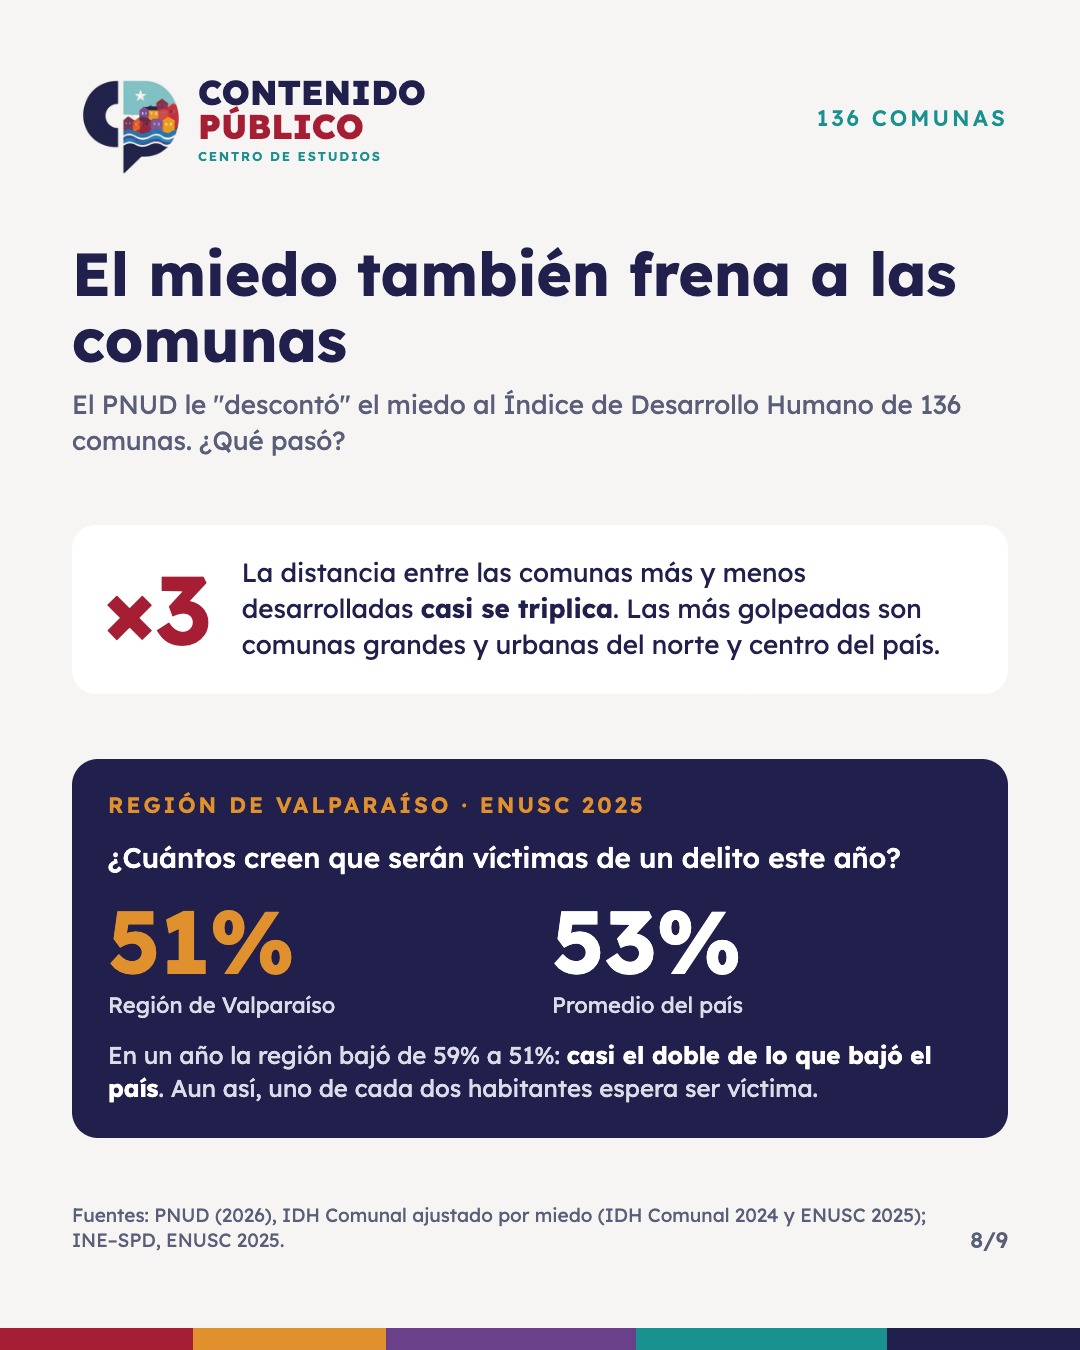 CONTENIDO
PÚBLICO
CENTRO DE ESTUDIOS
136 COMUNAS
El miedo también frena a las
comunas
El PNUD le "descontó" el miedo al Índice de Desarrollo Humano de 136
comunas. ¿Qué pasó?
×3
La distancia entre las comunas más y menos
desarrolladas casi se triplica. Las más golpeadas son
comunas grandes y urbanas del norte y centro del país.
REGIÓN DE VALPARAÍSO · ENUSC 2025
¿Cuántos creen que serán víctimas de un delito este año?
51%
Región de Valparaíso
53%
Promedio del país
En un año la región bajó de 59% a 51%: casi el doble de lo que bajó el
país. Aun así, uno de cada dos habitantes espera ser víctima.
Fuentes: PNUD (2026), IDH Comunal ajustado por miedo (IDH Comunal 2024 y ENUSC 2025);
INE–SPD, ENUSC 2025.
8/9